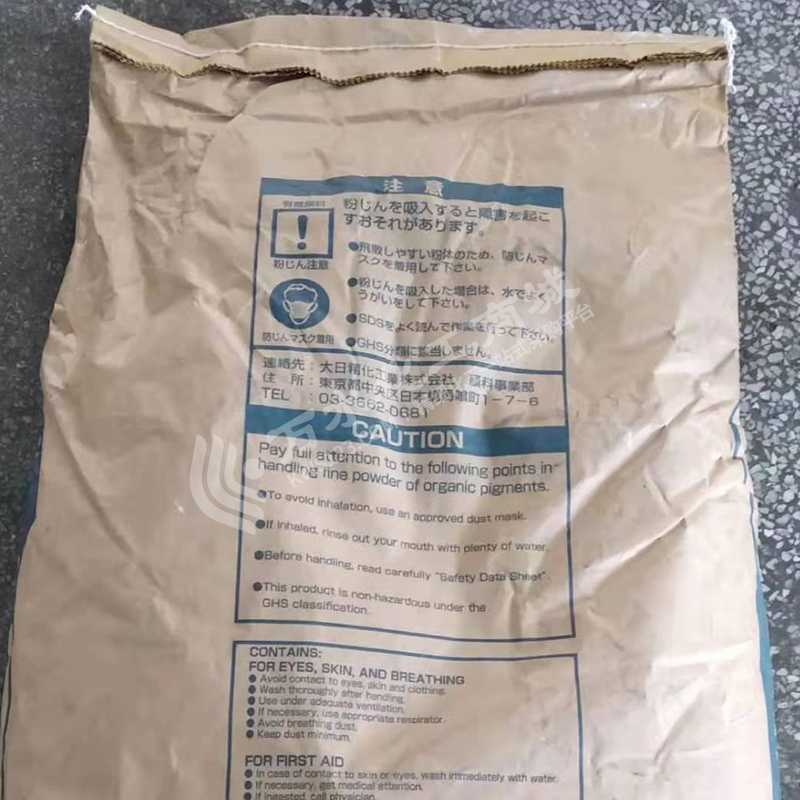 注意
有機顔料
粉じん注意
防じんマスク着用
粉じんを吸入すると障害を起こ
すおそれがあります。
●飛散しやすい粉体のため、防じんマ
スクを着用して下さい。
●粉じんを吸入した場合は、水でよく
うがいをして下さい。
●SDSをよく読んで作業を行って下さい。
●GHS分類に該当しません。
連絡先：大日精化工業株式会社 顔料事業部
住 所：東京都中央区日本橋馬喰町1-7-6
TEL：03-3662-0681
CAUTION
Pay full attention to the following points in
handling fine powder of organic pigments.
●To avoid inhalation, use an approved dust mask.
●If inhaled, rinse out your mouth with plenty of water.
●Before handling, read carefully "Safety Data Sheet".
●This product is non-hazardous under the
GHS classification.
CONTAINS:
FOR EYES, SKIN, AND BREATHING
● Avoid contact to eyes, skin and clothing.
● Wash thoroughly after handling.
● Use under adequate ventilation.
● If necessary, use appropriate respirator.
● Avoid breathing dust.
● Keep dust minimum.
FOR FIRST AID
● In case of contact to skin or eyes, wash immediately with water.
● If necessary, get medical attention.
● If ingested, call physician.